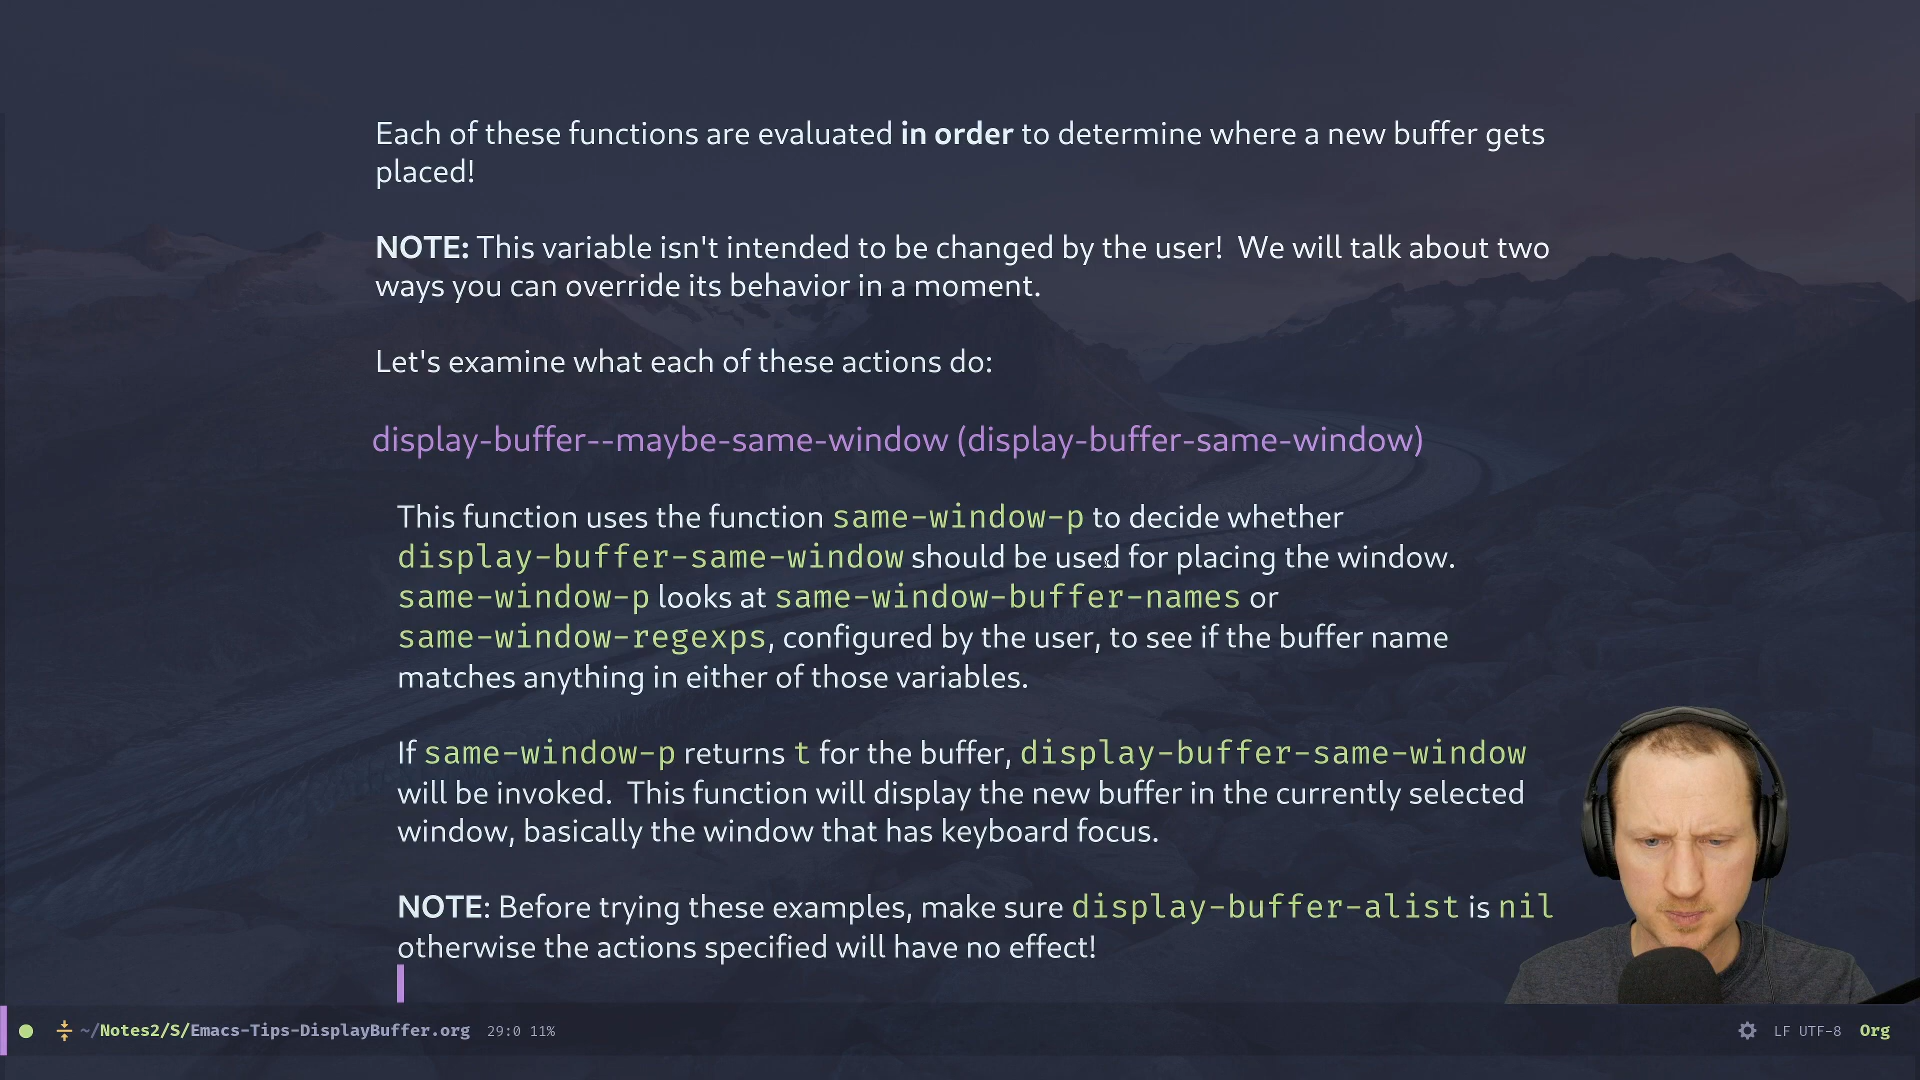 Each of these functions are evaluated in order to determine where a new buffer gets
placed!
NOTE: This variable isn't intended to be changed by the user!  We will talk about two
ways you can override its behavior in a moment.
Let's examine what each of these actions do:
display-buffer--maybe-same-window (display-buffer-same-window)
This function uses the function same-window-p to decide whether
display-buffer-same-window should be used for placing the window.
same-window-p looks at same-window-buffer-names or
same-window-regexps, configured by the user, to see if the buffer name
matches anything in either of those variables.
If same-window-p returns t for the buffer, display-buffer-same-window
will be invoked.  This function will display the new buffer in the currently selected
window, basically the window that has keyboard focus.
NOTE: Before trying these examples, make sure display-buffer-alist is nil
otherwise the actions specified will have no effect!
~/Notes2/S/Emacs-Tips-DisplayBuffer.org 29:0 11% LF UTF-8 Org